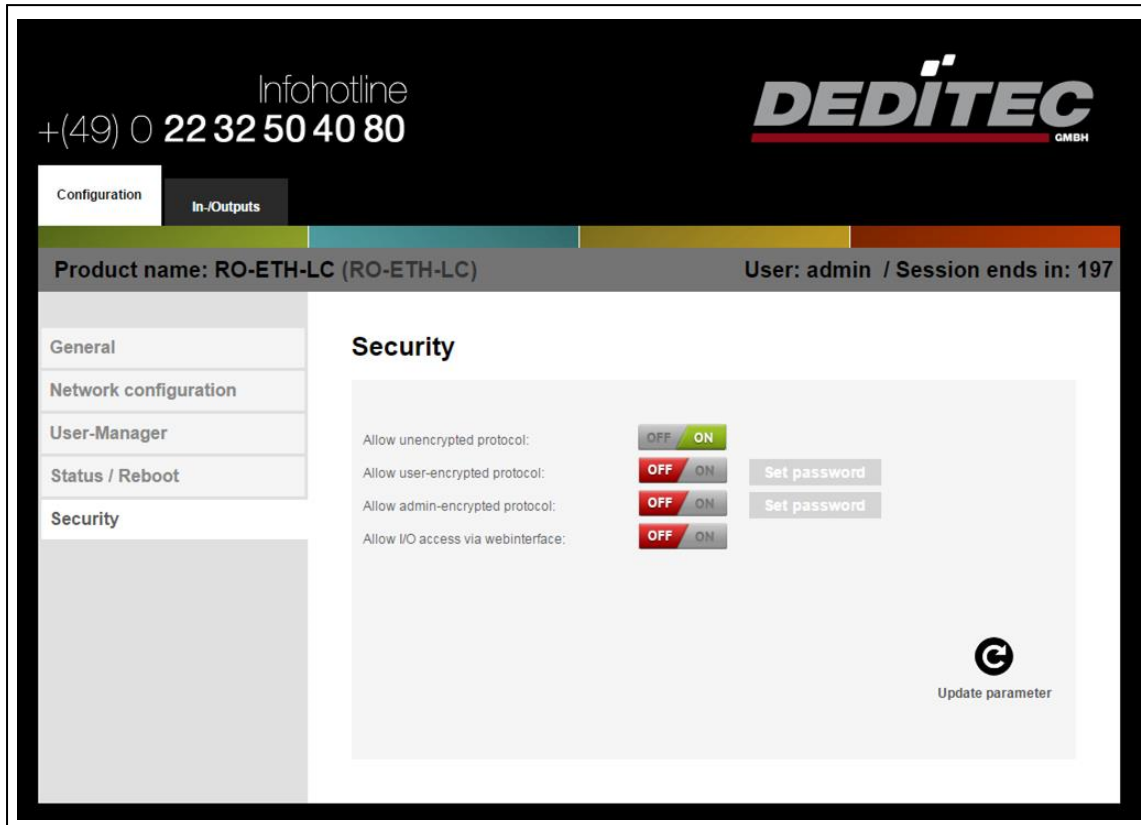 Infohotline
+(49) 0 22 32 50 40 80
DEDITEC
GMBH
Configuration
In-/Outputs
Product name: RO-ETH-LC (RO-ETH-LC)
User: admin / Session ends in: 197
General
Network configuration
User-Manager
Status / Reboot
Security
Security
Allow unencrypted protocol: OFF ON
Allow user-encrypted protocol: OFF ON Set password
Allow admin-encrypted protocol: OFF ON Set password
Allow I/O access via webinterface: OFF ON
Update parameter